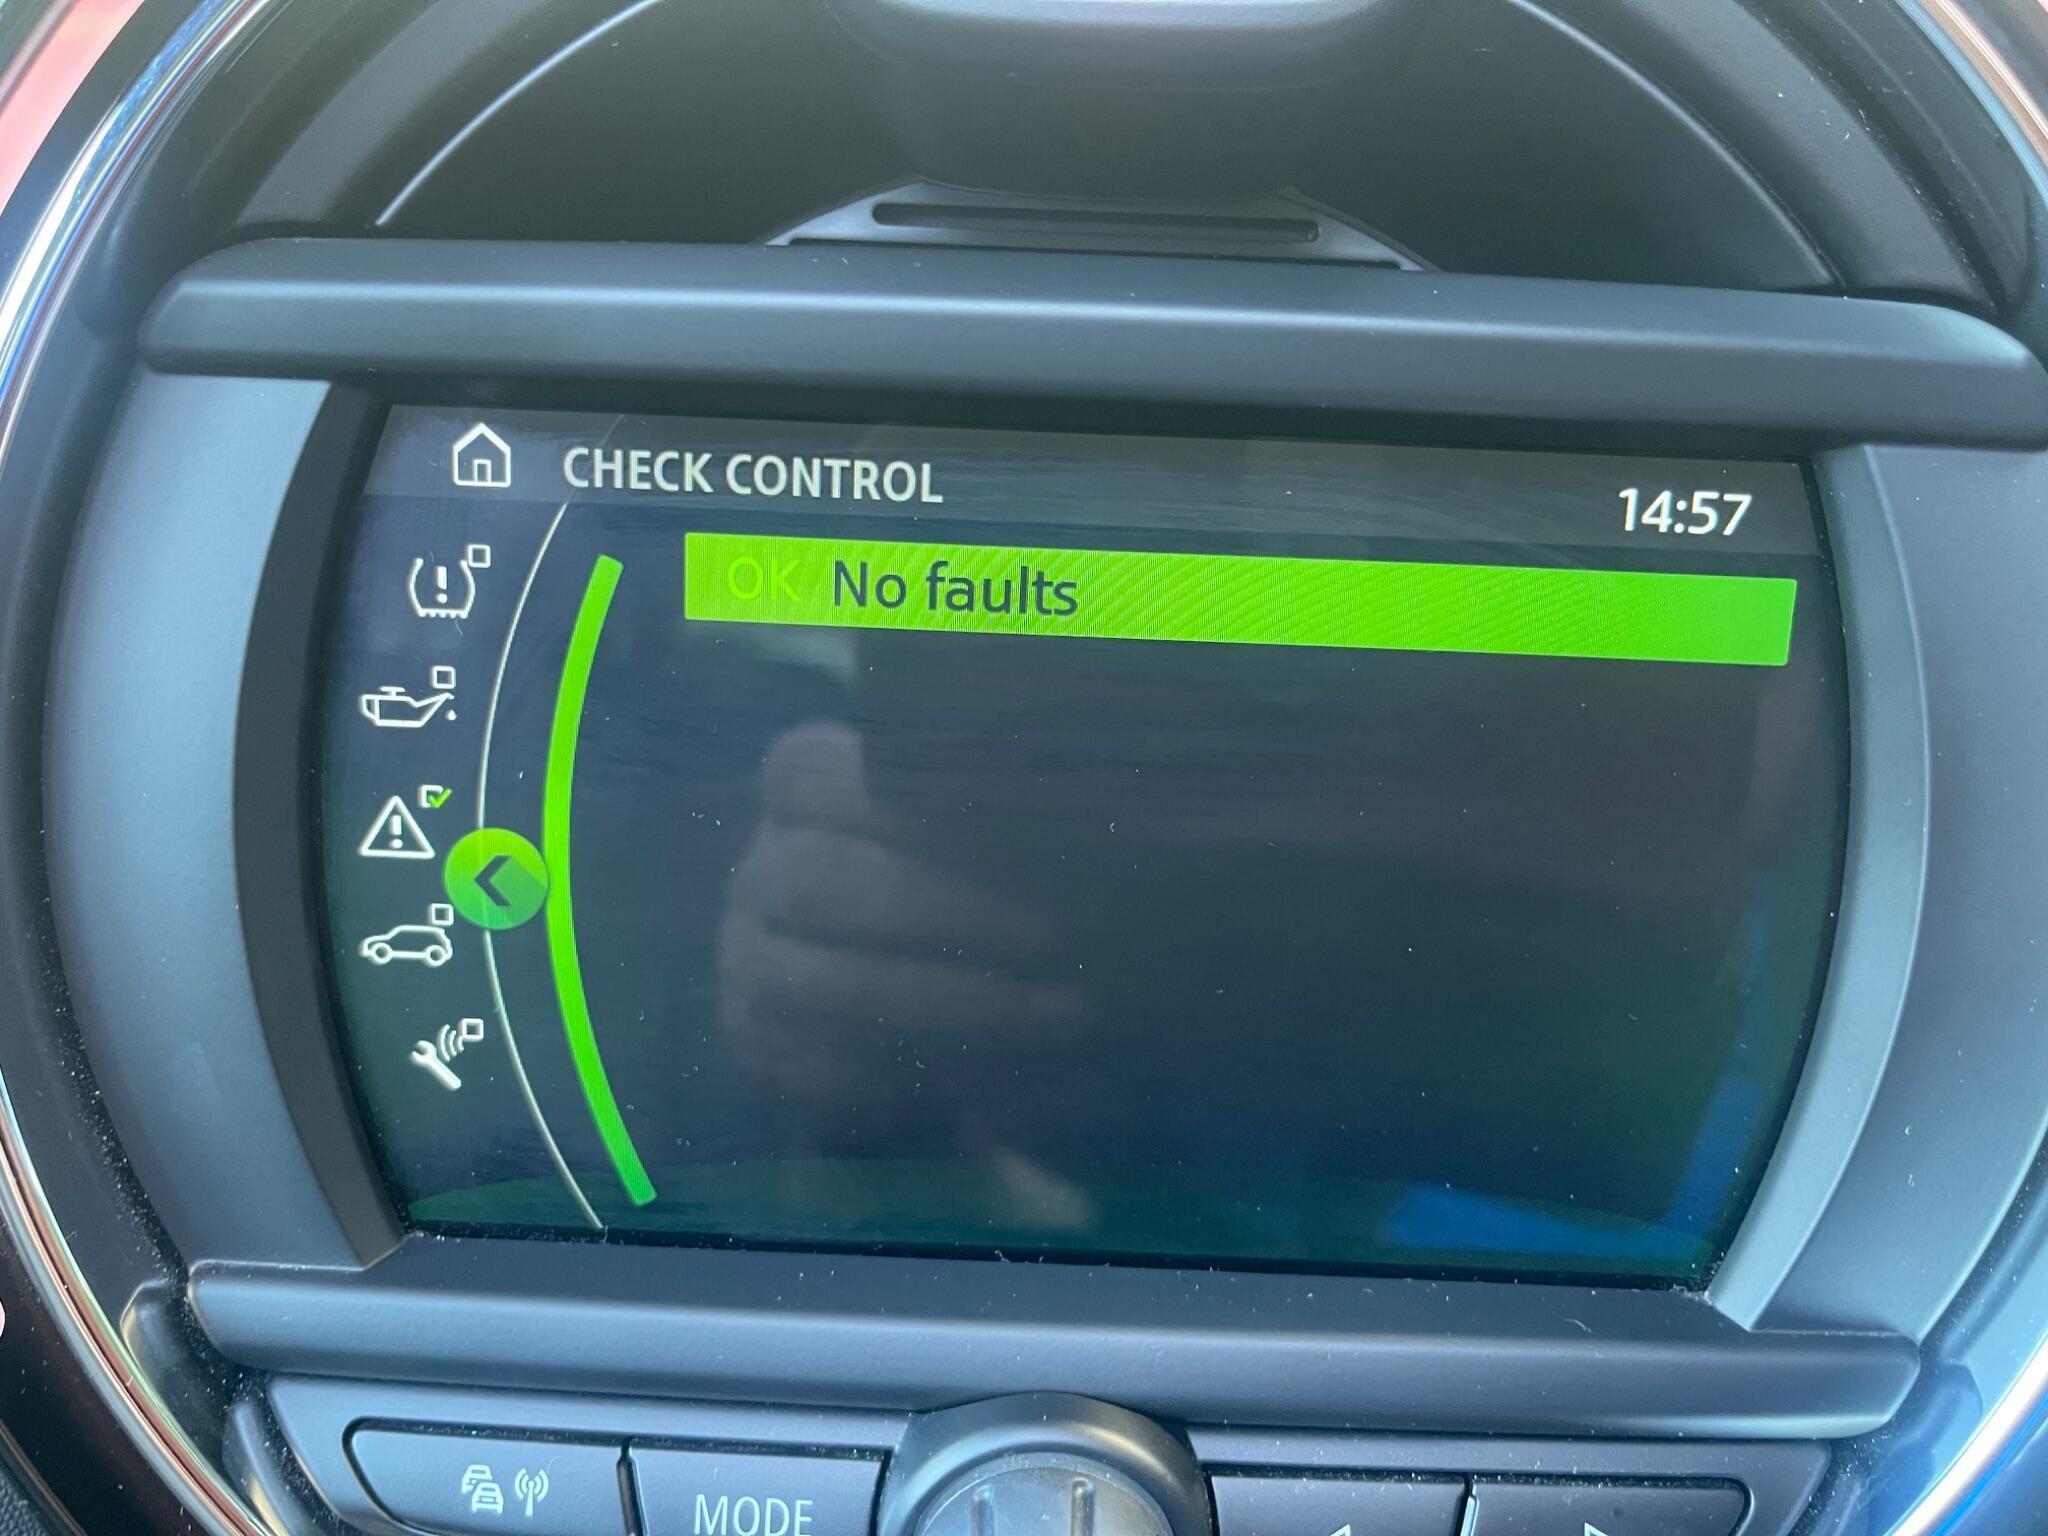 CHECK CONTROL
14:57
OK No faults
MODE